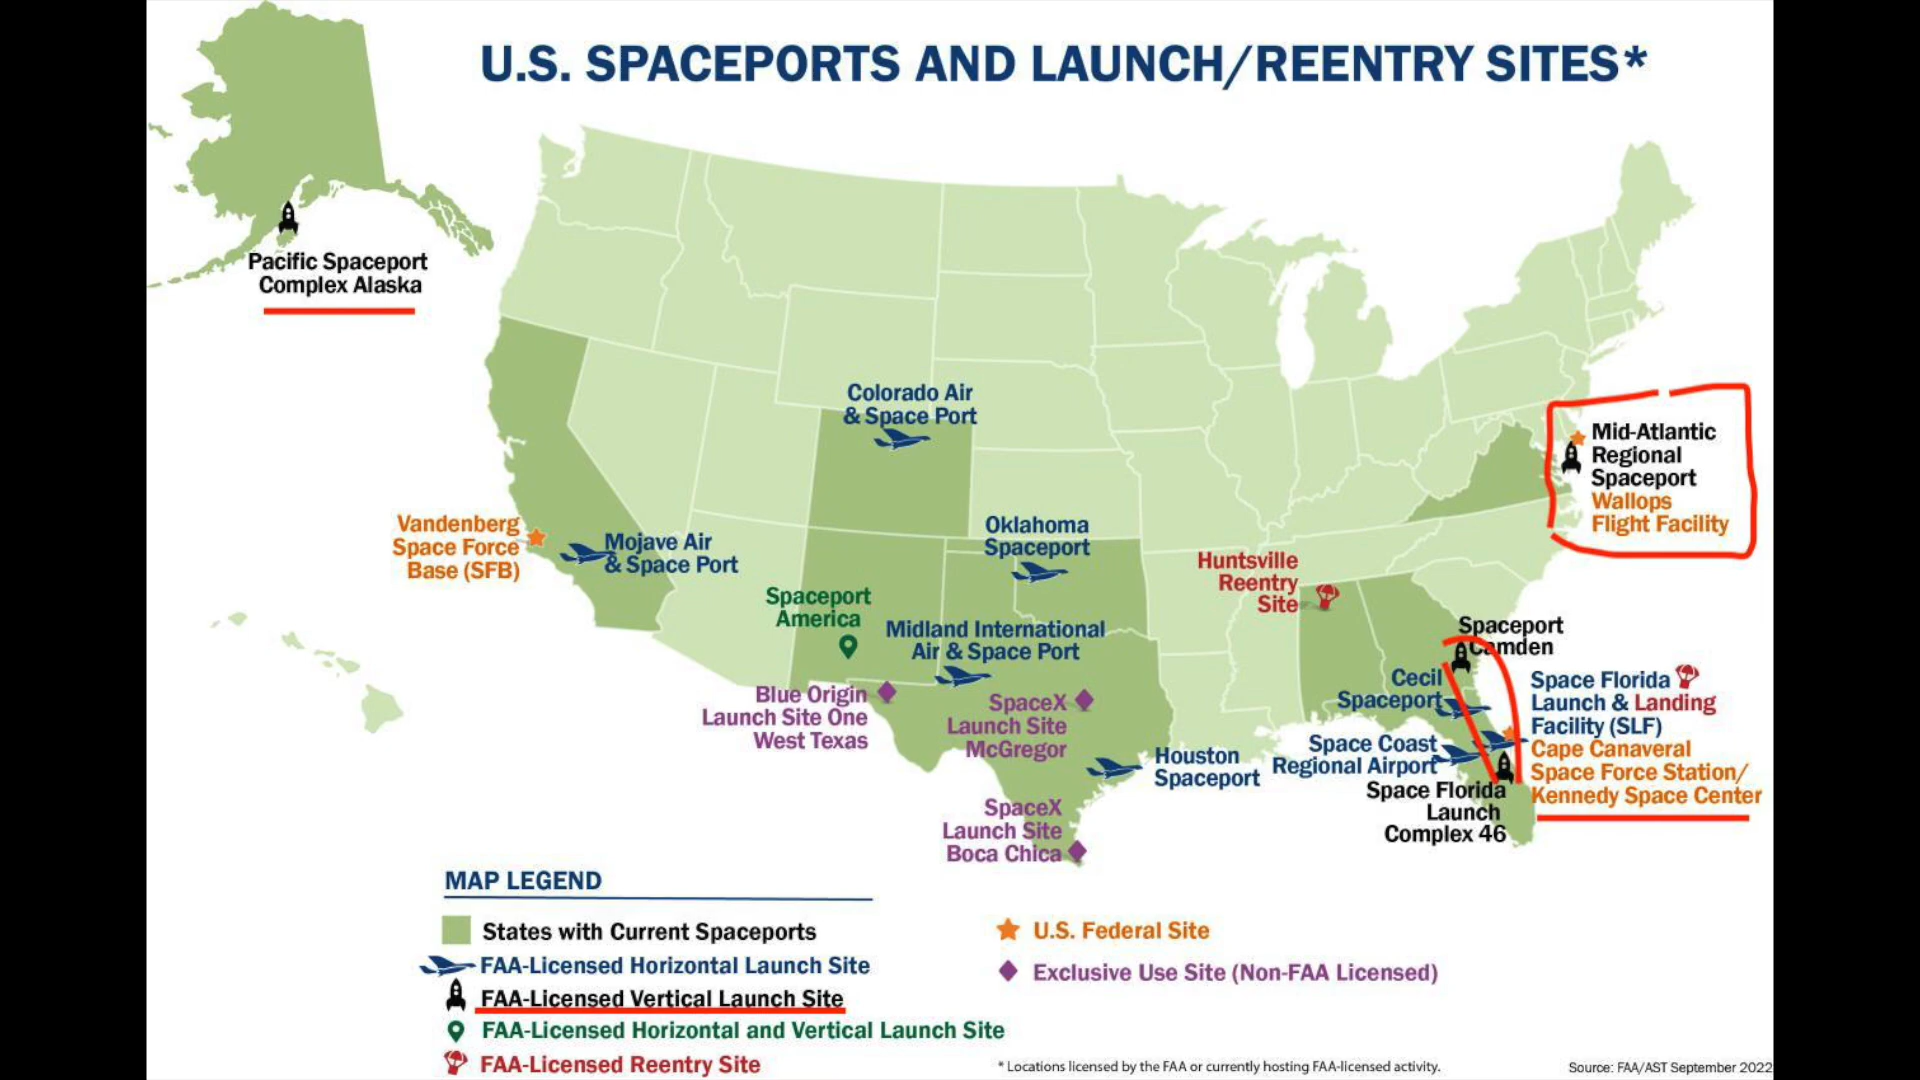 U.S. SPACEPORTS AND LAUNCH/REENTRY SITES*
Pacific Spaceport
Complex Alaska
Colorado Air
& Space Port
Mid-Atlantic
Regional
Spaceport
Wallops
Flight Facility
Vandenberg
Space Force
Base (SFB)
Mojave Air
& Space Port
Oklahoma
Spaceport
Huntsville
Reentry
Site
Spaceport
America
Midland International
Air & Space Port
Spaceport
Camden
Cecil
Spaceport
Space Florida
Launch & Landing
Facility (SLF)
Cape Canaveral
Space Force Station/
Kennedy Space Center
Blue Origin
Launch Site One
West Texas
SpaceX
Launch Site
McGregor
Houston
Spaceport
Space Coast
Regional Airport
Space Florida
Launch
Complex 46
SpaceX
Launch Site
Boca Chica
MAP LEGEND
States with Current Spaceports
FAA-Licensed Horizontal Launch Site
FAA-Licensed Vertical Launch Site
FAA-Licensed Horizontal and Vertical Launch Site
FAA-Licensed Reentry Site
U.S. Federal Site
Exclusive Use Site (Non-FAA Licensed)
* Locations licensed by the FAA or currently hosting FAA-licensed activity.
Source: FAA/AST September 2022